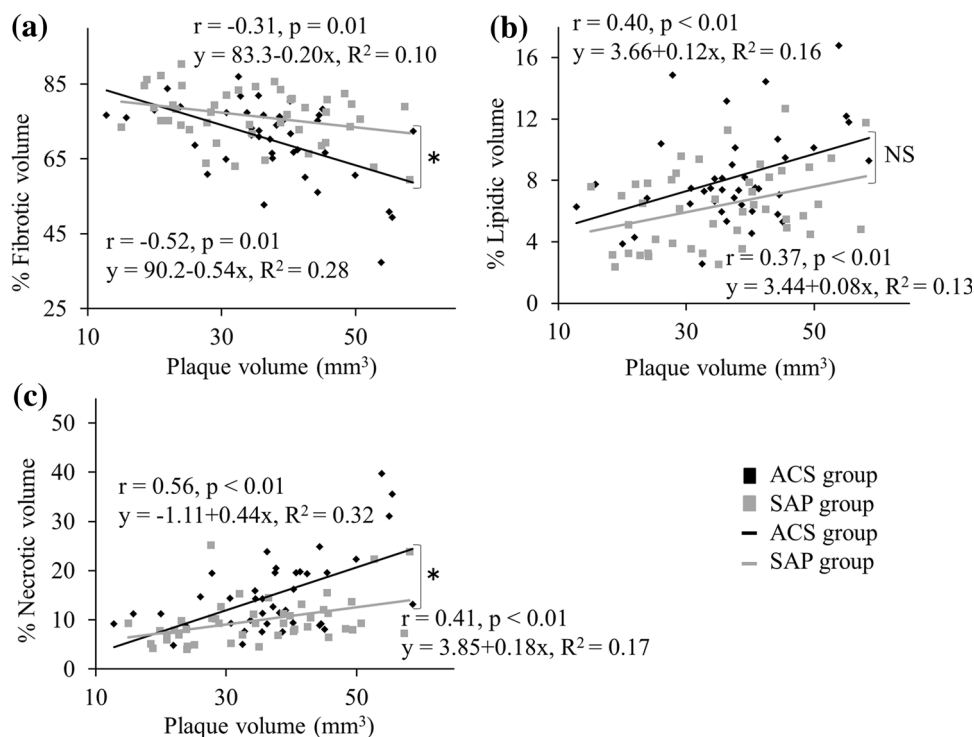 (a)
r = -0.31, p = 0.01
y = 83.3-0.20x, R² = 0.10
85
65
45
25
% Fibrotic volume
*
r = -0.52, p = 0.01
y = 90.2-0.54x, R² = 0.28
10
30
50
Plaque volume (mm³)
(b)
r = 0.40, p < 0.01
y = 3.66+0.12x, R² = 0.16
16
12
8
4
0
% Lipidic volume
NS
r = 0.37, p < 0.01
y = 3.44+0.08x, R² = 0.13
10
30
50
Plaque volume (mm³)
(c)
50
40
30
20
10
0
% Necrotic volume
r = 0.56, p < 0.01
y = -1.11+0.44x, R² = 0.32
*
r = 0.41, p < 0.01
y = 3.85+0.18x, R² = 0.17
10
30
50
Plaque volume (mm³)
ACS group
SAP group
ACS group
SAP group